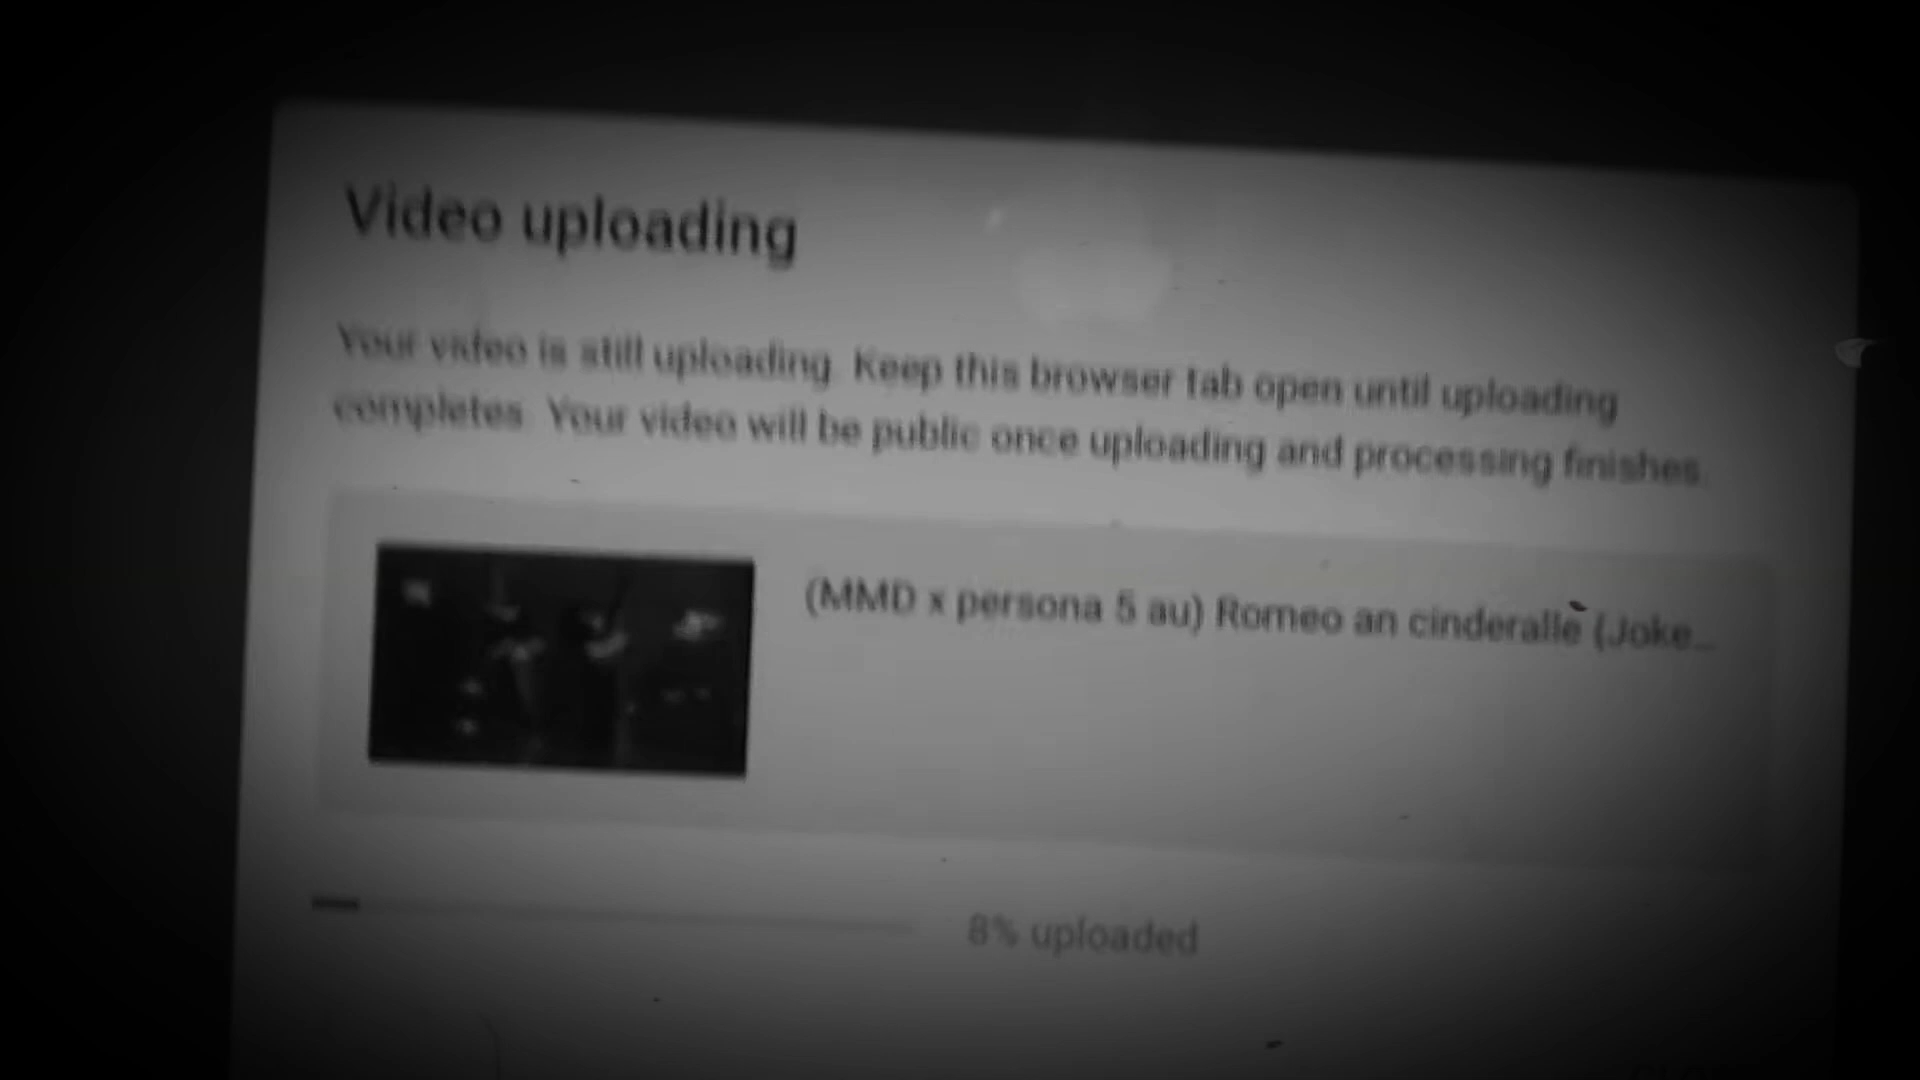 Video uploading
Your video is still uploading. Keep this browser tab open until uploading
completes. Your video will be public once uploading and processing finishes.
(MMD x persona 5 au) Romeo an cinderalle (Joke...
8% uploaded